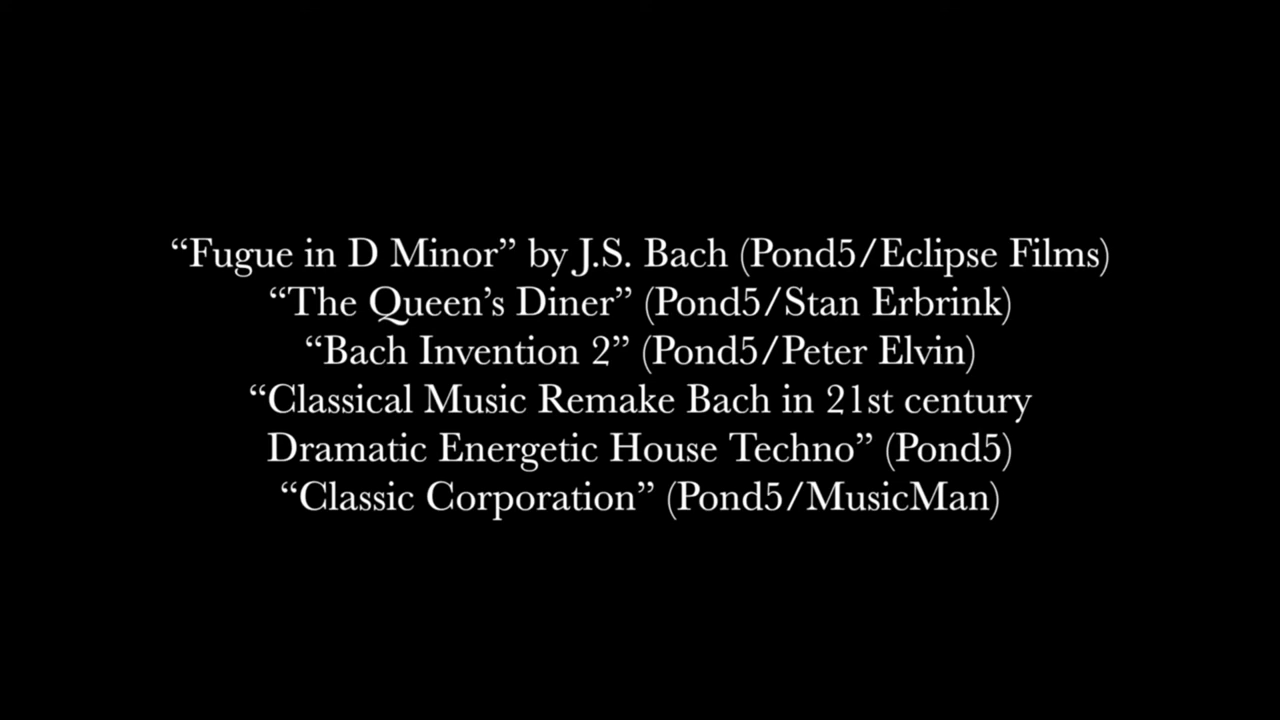 “Fugue in D Minor” by J.S. Bach (Pond5/Eclipse Films)
“The Queen’s Diner” (Pond5/Stan Erbrink)
“Bach Invention 2” (Pond5/Peter Elvin)
“Classical Music Remake Bach in 21st century
Dramatic Energetic House Techno” (Pond5)
“Classic Corporation” (Pond5/MusicMan)